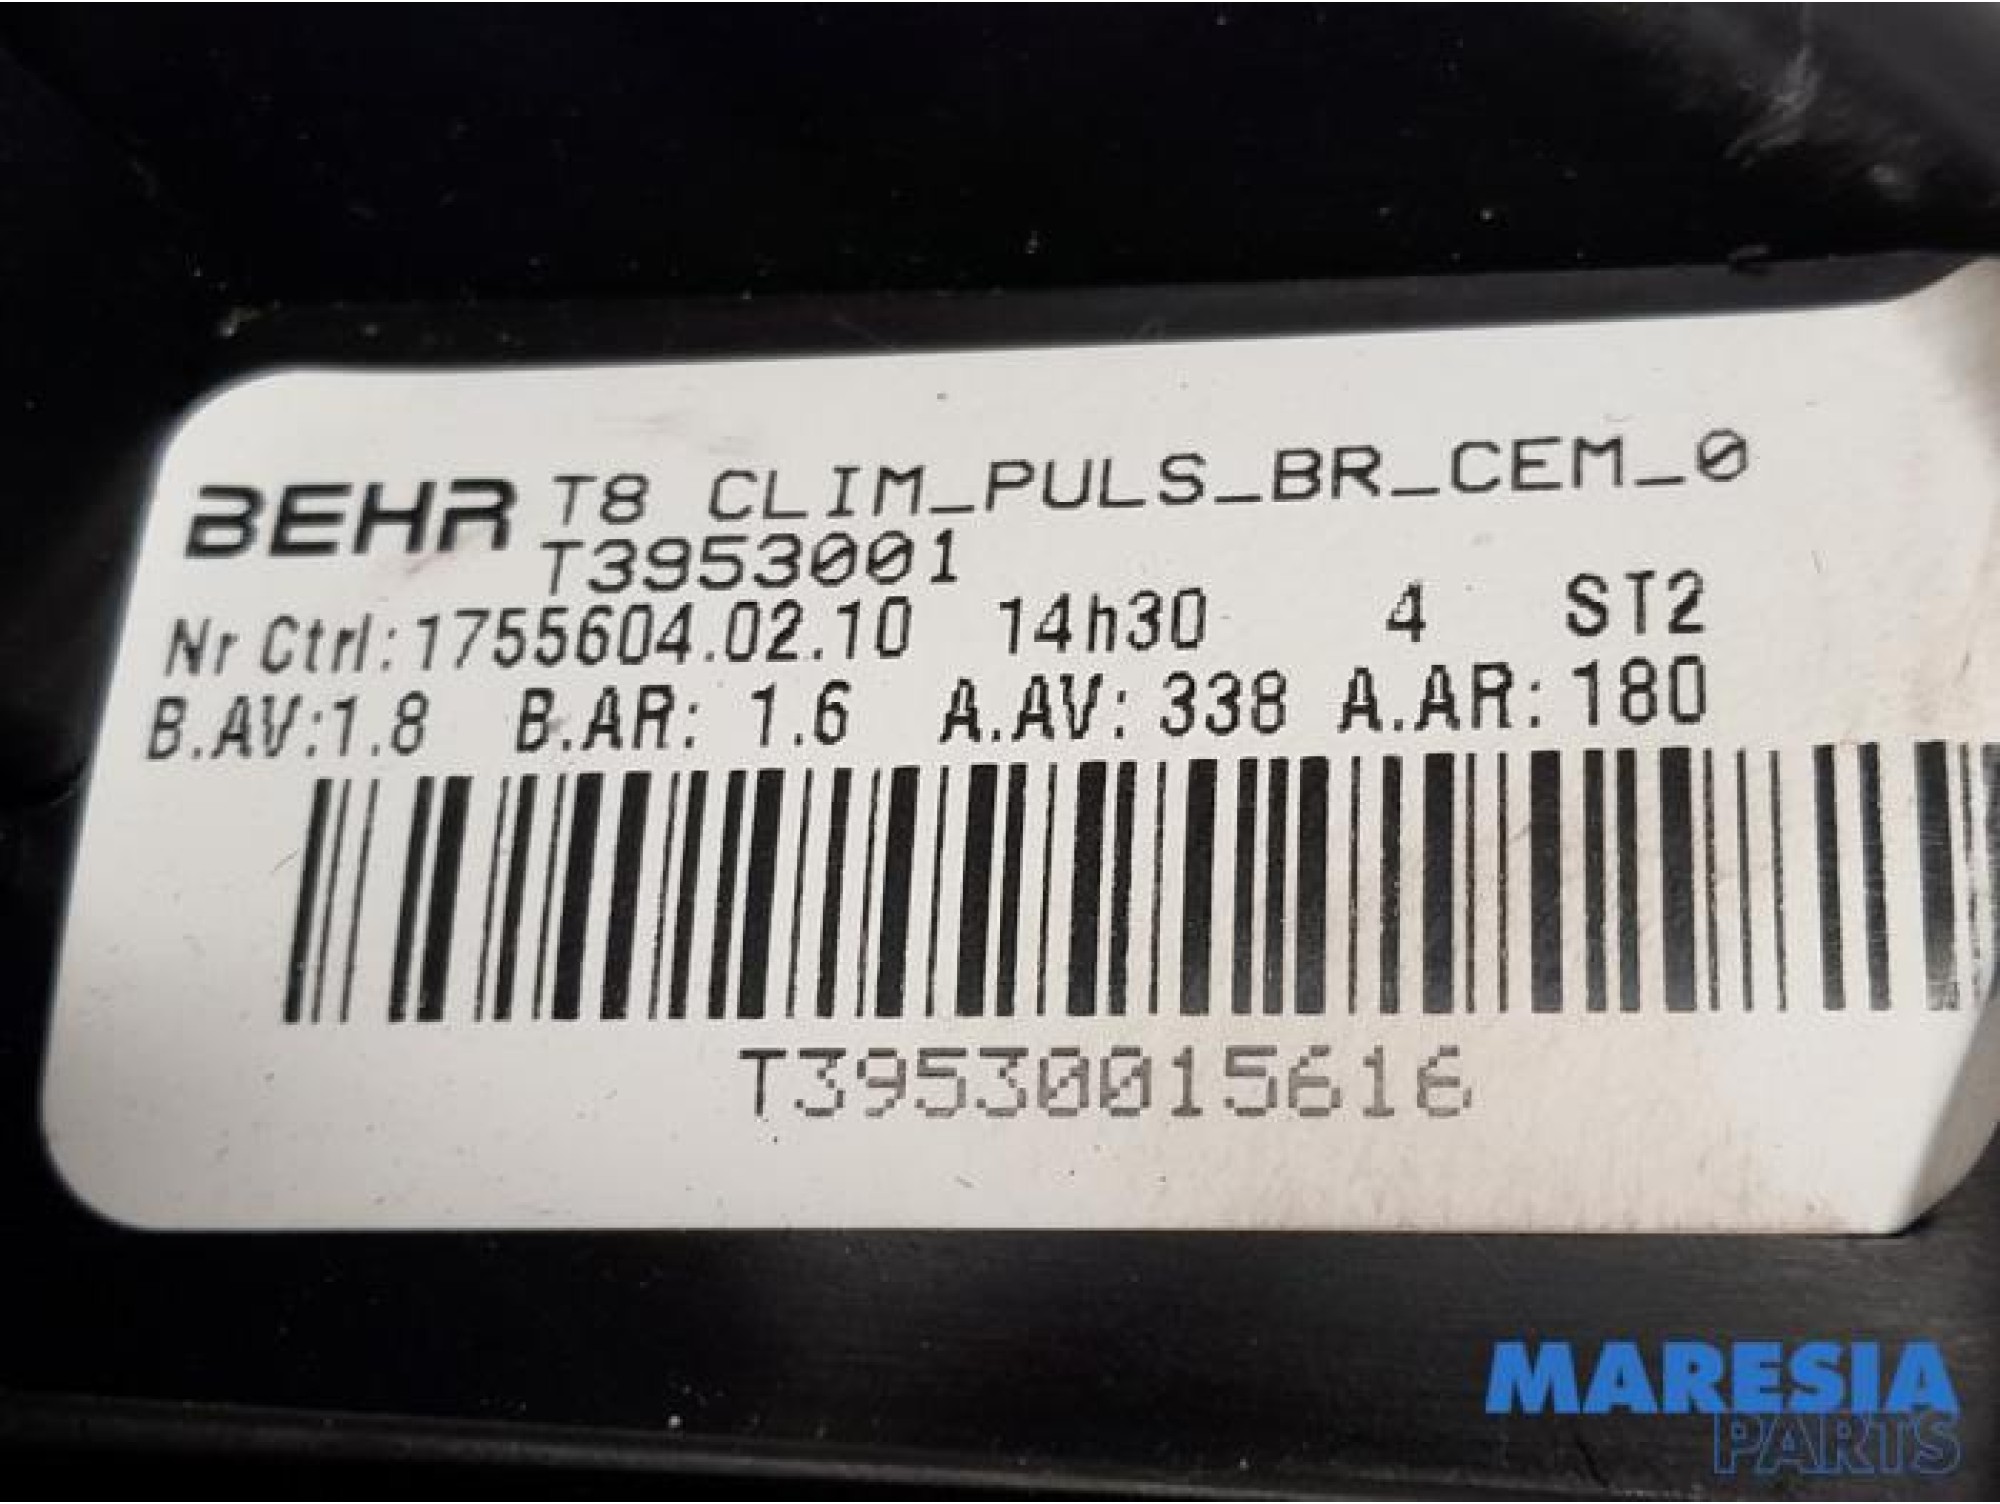 BEHR T8 CLIM_PULS_BR_CEM_0
T3953001
Nr Ctrl:1755604.02.10 14h30 4 ST2
B.AV:1.8 B.AR: 1.6 A.AV: 338 A.AR: 180
T39530015616
MARESIA
PARTS